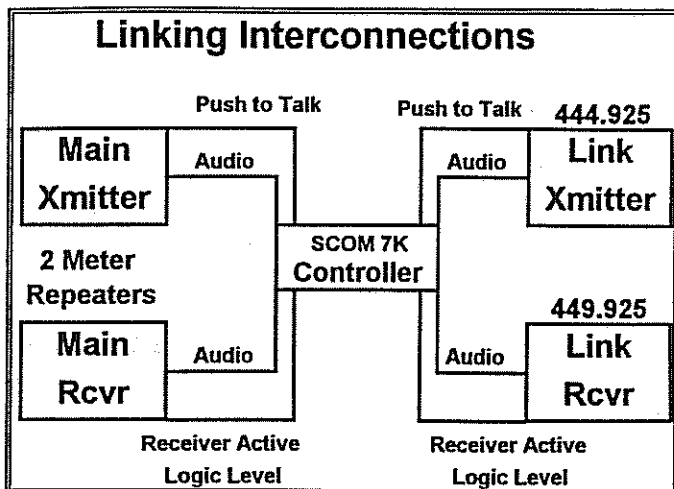 Linking Interconnections
Push to Talk
Push to Talk
444.925
Main
Xmitter
Audio
Audio
Link
Xmitter
SCOM 7K
Controller
2 Meter
Repeaters
449.925
Main
Rcvr
Audio
Audio
Link
Rcvr
Receiver Active
Logic Level
Receiver Active
Logic Level